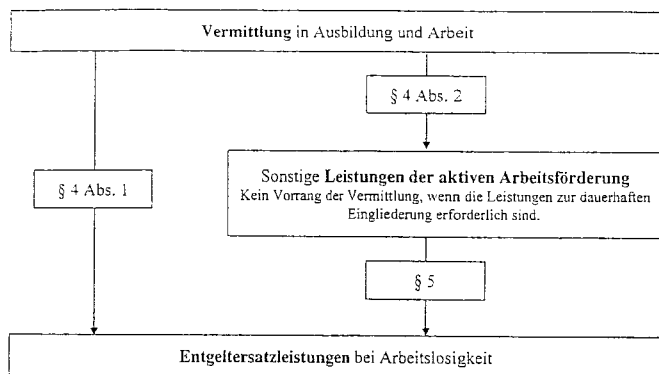 Vermittlung in Ausbildung und Arbeit
§ 4 Abs. 2
§ 4 Abs. 1
Sonstige Leistungen der aktiven Arbeitsförderung
Kein Vorrang der Vermittlung, wenn die Leistungen zur dauerhaften
Eingliederung erforderlich sind.
§ 5
Entgeltersatzleistungen bei Arbeitslosigkeit